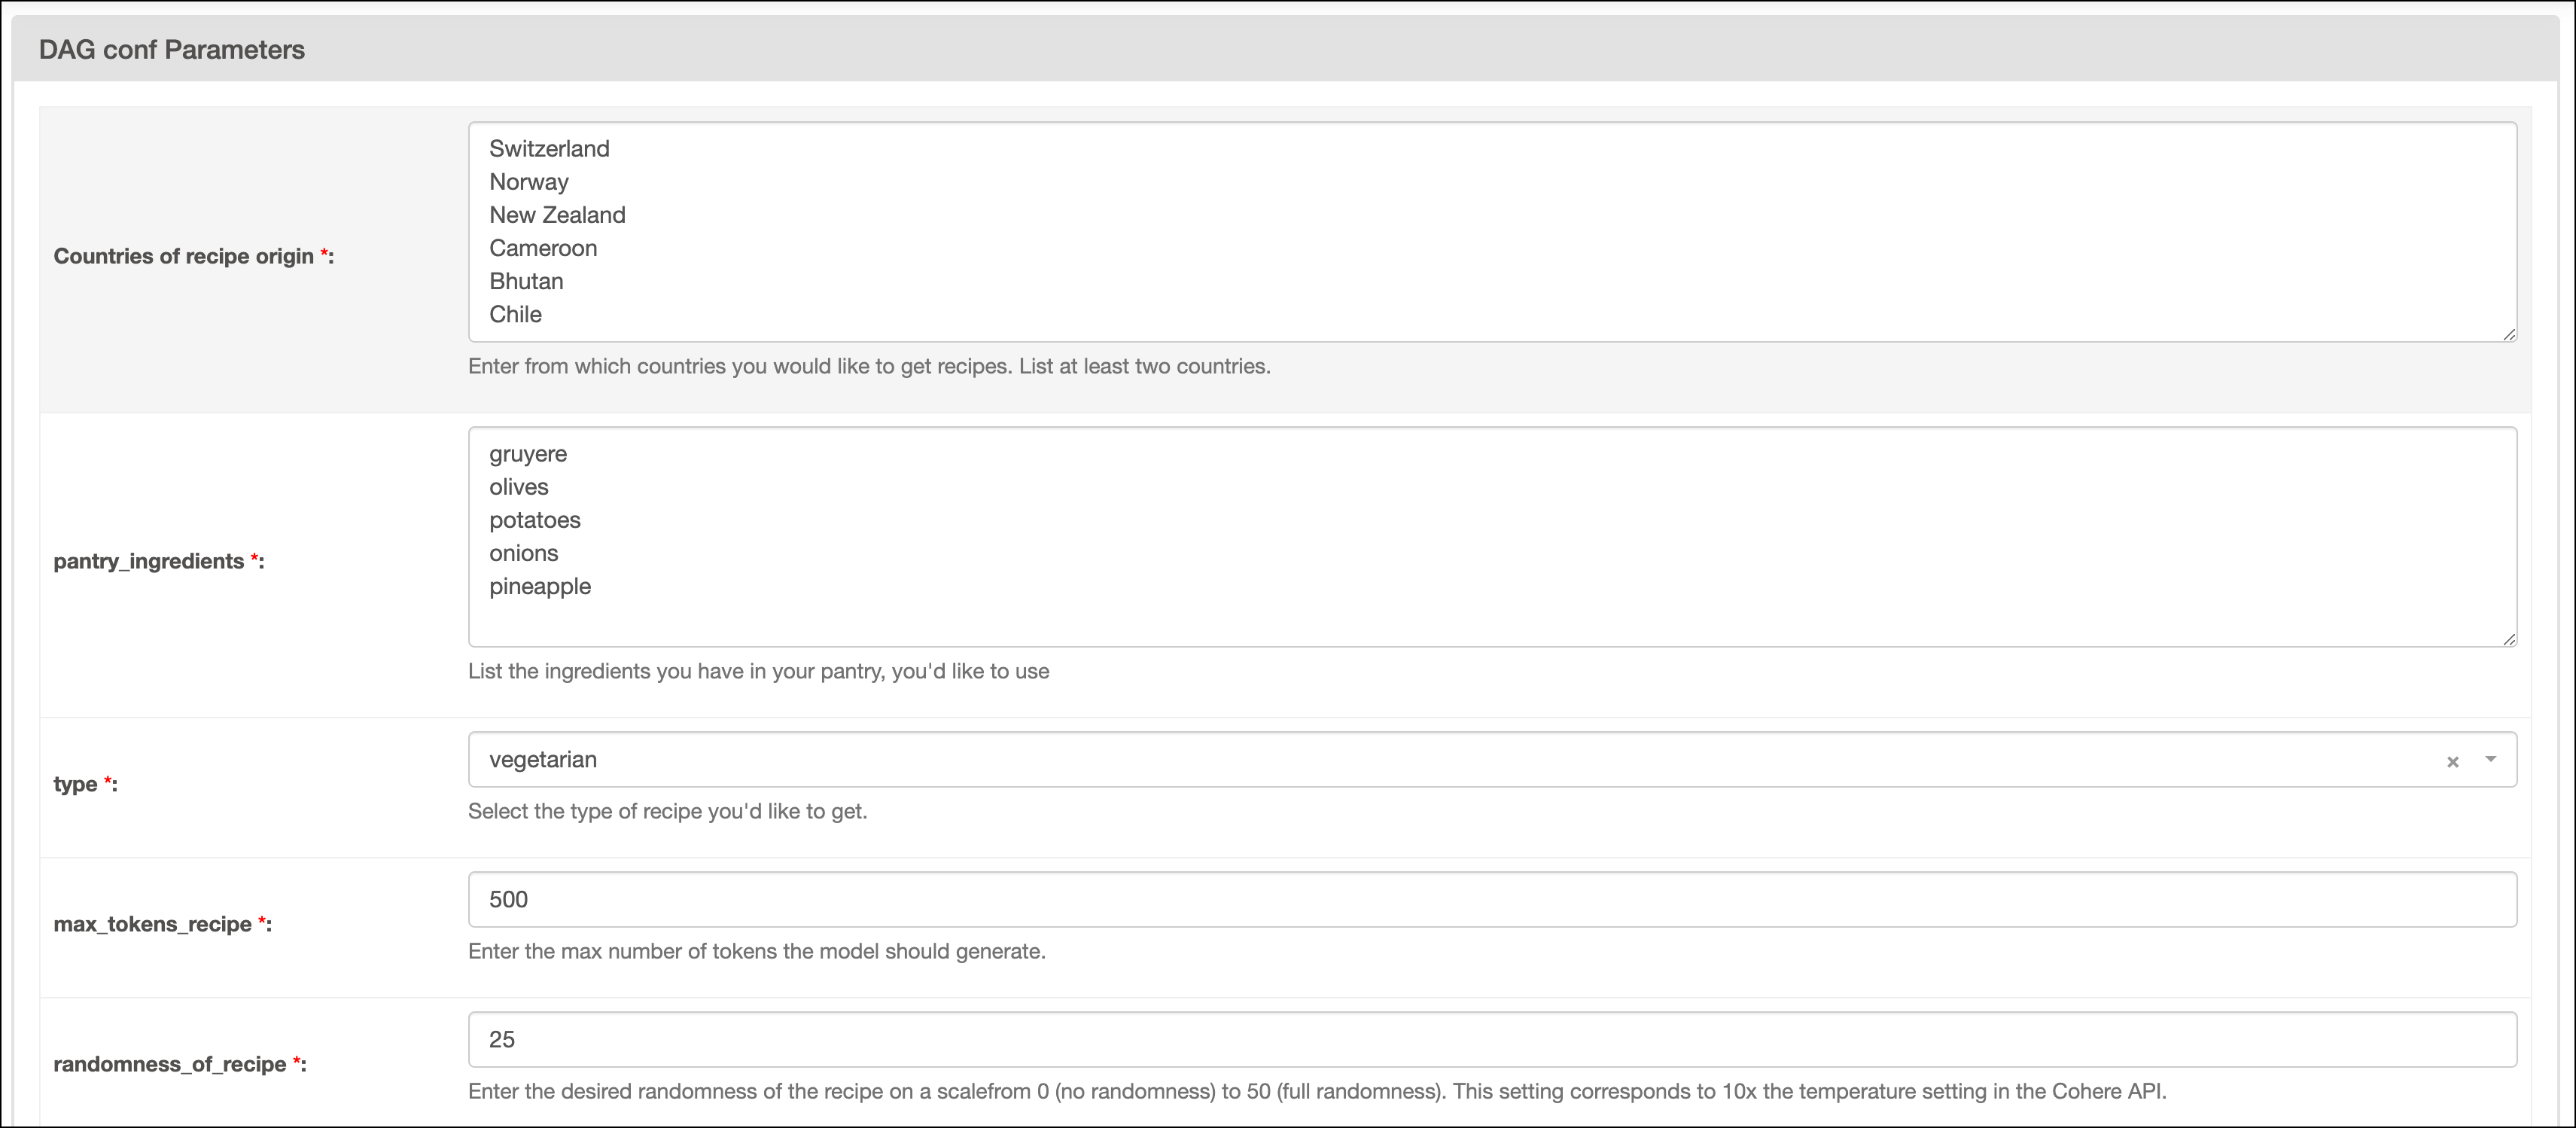 DAG conf Parameters
Countries of recipe origin *:
Switzerland
Norway
New Zealand
Cameroon
Bhutan
Chile
Enter from which countries you would like to get recipes. List at least two countries.
pantry_ingredients *:
gruyere
olives
potatoes
onions
pineapple
List the ingredients you have in your pantry, you'd like to use
type *:
vegetarian
Select the type of recipe you'd like to get.
max_tokens_recipe *:
500
Enter the max number of tokens the model should generate.
randomness_of_recipe *:
25
Enter the desired randomness of the recipe on a scalefrom 0 (no randomness) to 50 (full randomness). This setting corresponds to 10x the temperature setting in the Cohere API.